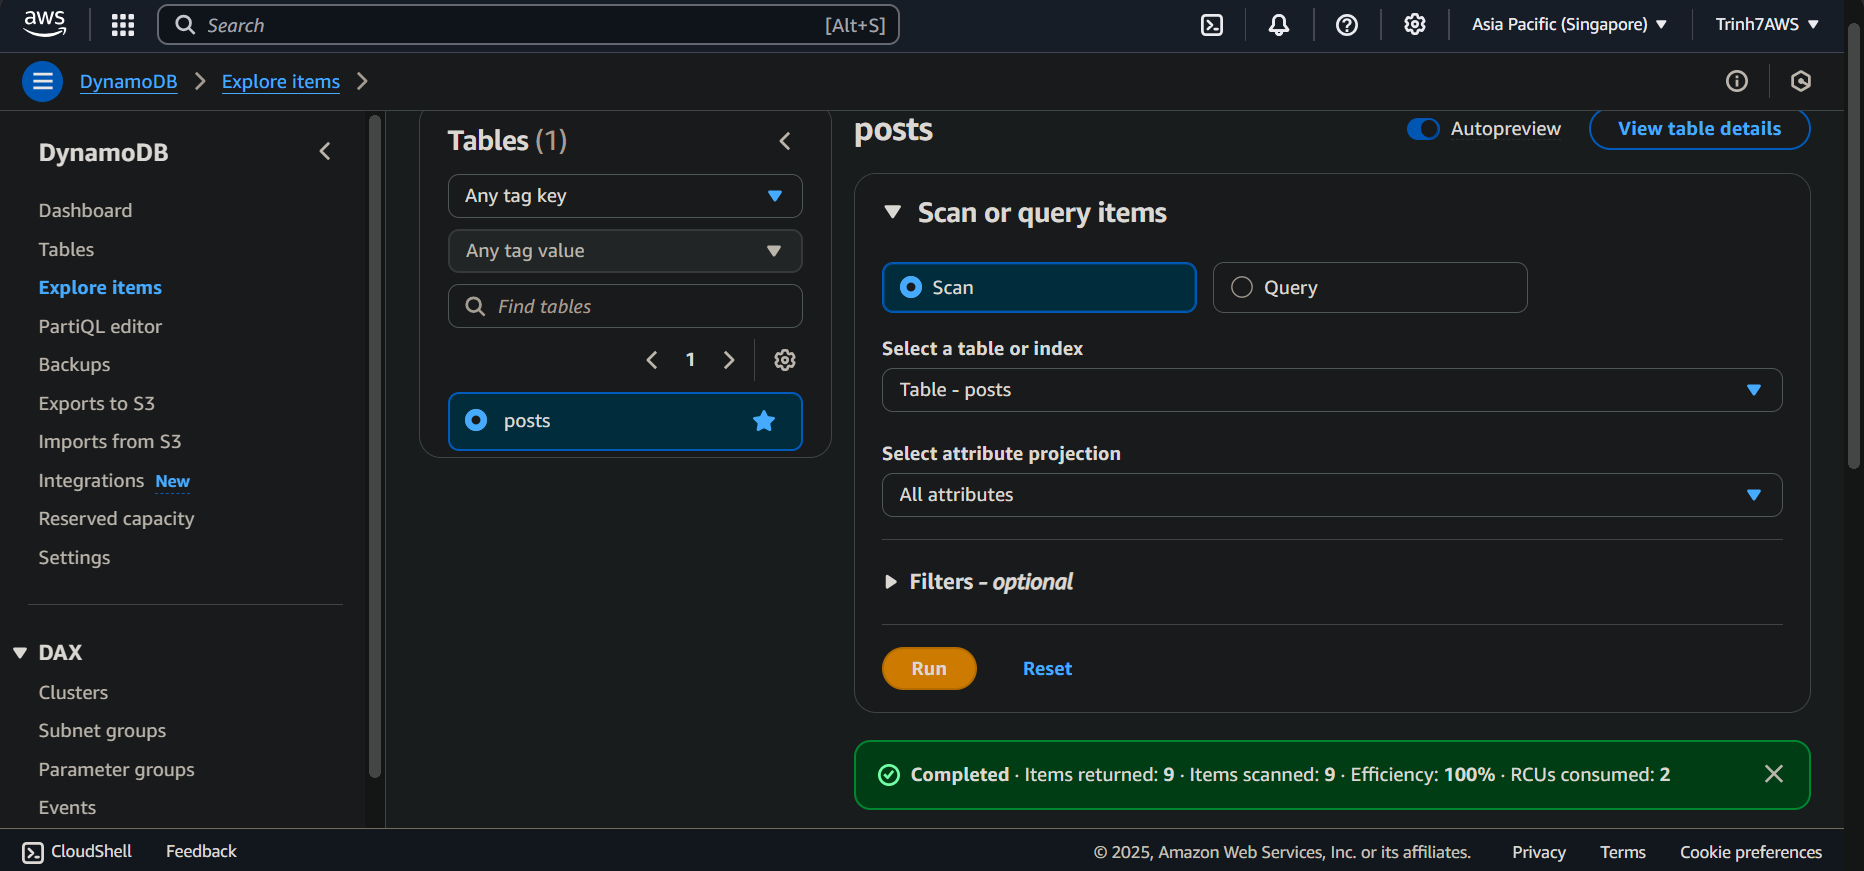 aws
Search
[Alt+S]
Asia Pacific (Singapore)
Trinh7AWS
DynamoDB
Explore items
DynamoDB
Dashboard
Tables
Explore items
PartiQL editor
Backups
Exports to S3
Imports from S3
Integrations New
Reserved capacity
Settings
DAX
Clusters
Subnet groups
Parameter groups
Events
Tables (1)
Any tag key
Any tag value
Find tables
1
posts
posts
Autopreview
View table details
Scan or query items
Scan
Query
Select a table or index
Table - posts
Select attribute projection
All attributes
Filters - optional
Run
Reset
Completed · Items returned: 9 · Items scanned: 9 · Efficiency: 100% · RCUs consumed: 2
CloudShell
Feedback
© 2025, Amazon Web Services, Inc. or its affiliates.
Privacy
Terms
Cookie preferences